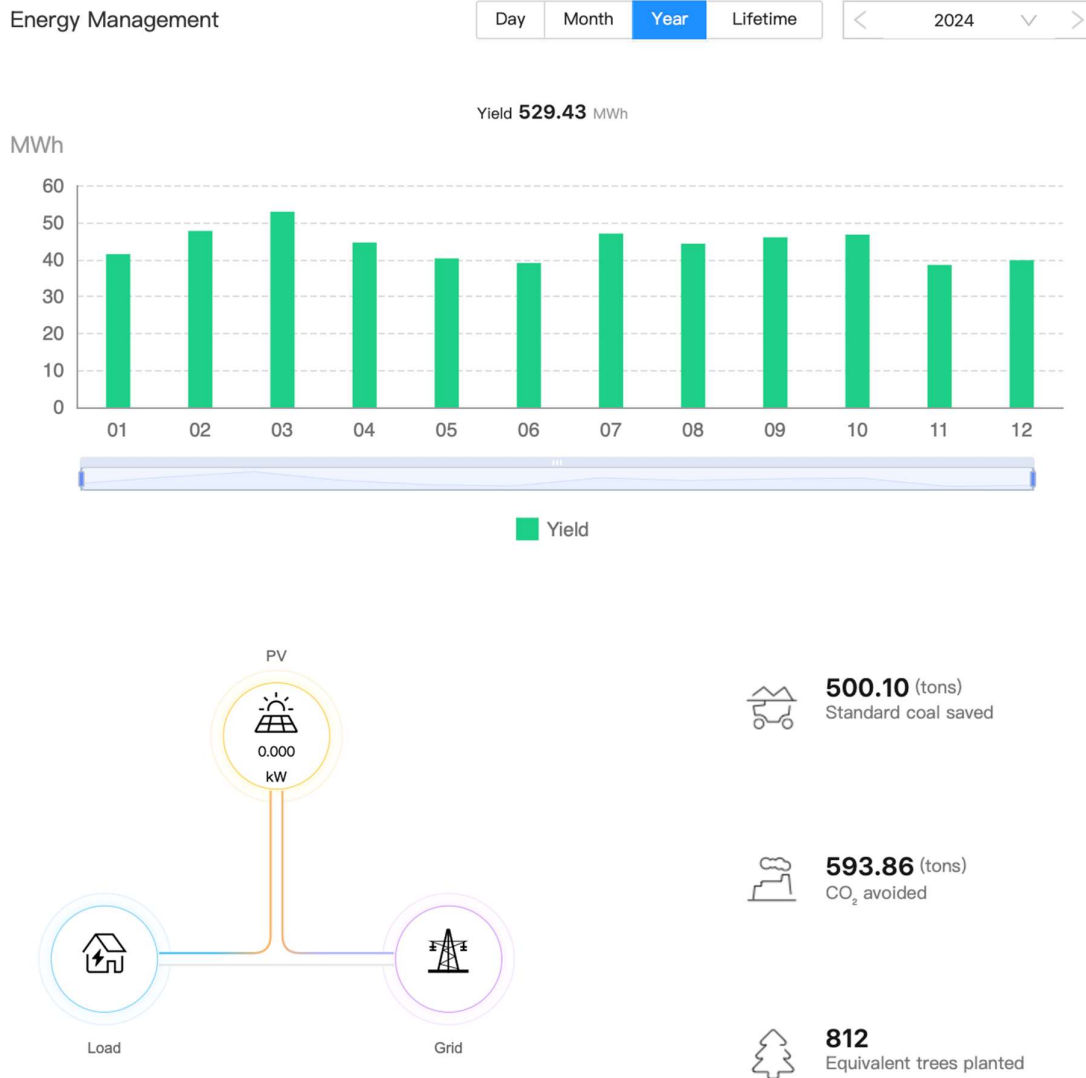 Energy Management
Day Month Year Lifetime
2024
Yield 529.43 MWh
MWh
60
50
40
30
20
10
0
01 02 03 04 05 06 07 08 09 10 11 12
Yield
PV
0.000
kW
Load
Grid
500.10 (tons)
Standard coal saved
593.86 (tons)
CO₂ avoided
812
Equivalent trees planted